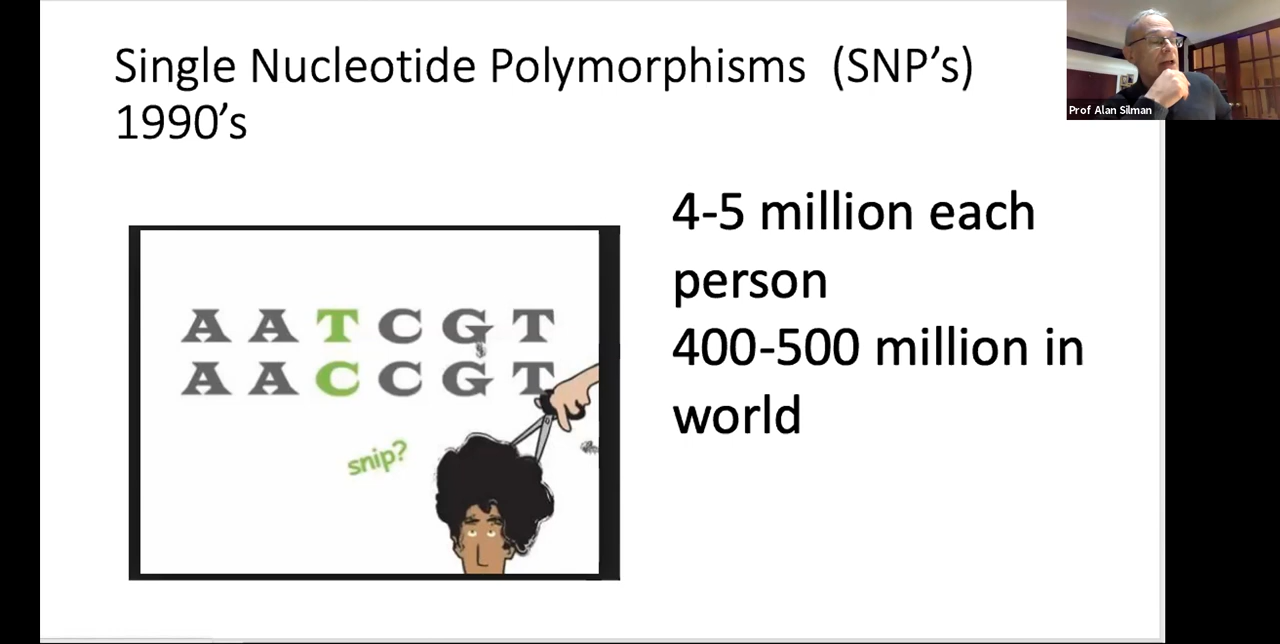 Single Nucleotide Polymorphisms (SNP's)
1990's
Prof Alan Silman
4-5 million each
person
400-500 million in
world
A A T C G T
A A C C G T
snip?